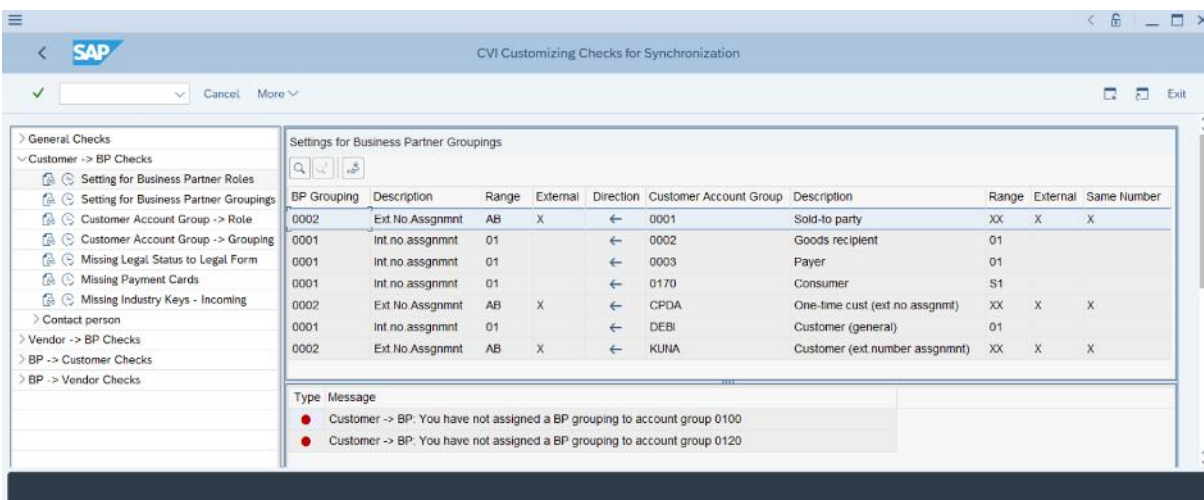 SAP
CVI Customizing Checks for Synchronization
Cancel More Exit
General Checks
Customer -> BP Checks
Setting for Business Partner Roles
Setting for Business Partner Groupings
Customer Account Group -> Role
Customer Account Group -> Grouping
Missing Legal Status to Legal Form
Missing Payment Cards
Missing Industry Keys - Incoming
Contact person
Vendor -> BP Checks
BP -> Customer Checks
BP -> Vendor Checks
Settings for Business Partner Groupings
BP Grouping Description Range External Direction Customer Account Group Description Range External Same Number
0002 Ext.No.Assgnmnt AB X ← 0001 Sold-to party XX X X
0001 Int.no.assgnmnt 01 ← 0002 Goods recipient 01
0001 Int.no.assgnmnt 01 ← 0003 Payer 01
0001 Int.no.assgnmnt 01 ← 0170 Consumer S1
0002 Ext.No.Assgnmnt AB X ← CPDA One-time cust (ext.no.assgnmt) XX X X
0001 Int.no.assgnmnt 01 ← DEBI Customer (general) 01
0002 Ext.No.Assgnmnt AB X ← KUNA Customer (ext.number assgnmnt) XX X X
Type Message
Customer -> BP: You have not assigned a BP grouping to account group 0100
Customer -> BP: You have not assigned a BP grouping to account group 0120